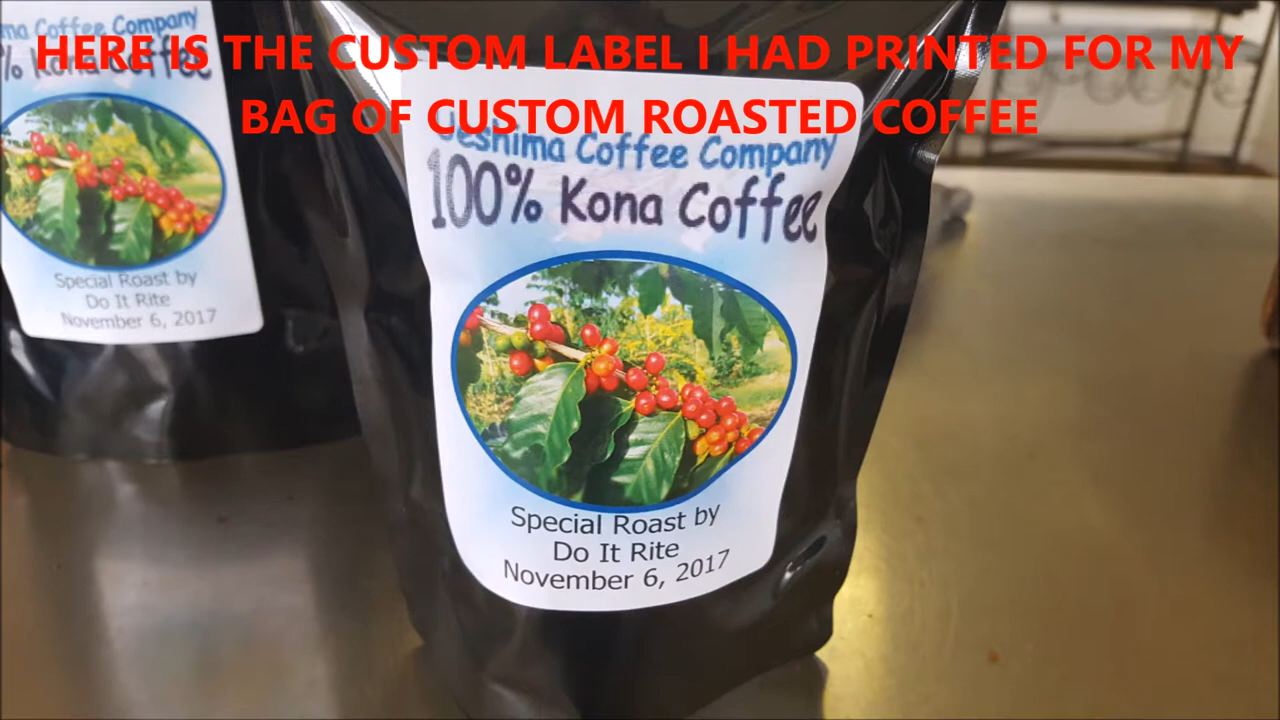 HERE IS THE CUSTOM LABEL I HAD PRINTED FOR MY
BAG OF CUSTOM ROASTED COFFEE
Coffee Company
% Kona Coffee
Special Roast by
Do It Rite
November 6, 2017
Ueshima Coffee Company
100% Kona Coffee
Special Roast by
Do It Rite
November 6, 2017